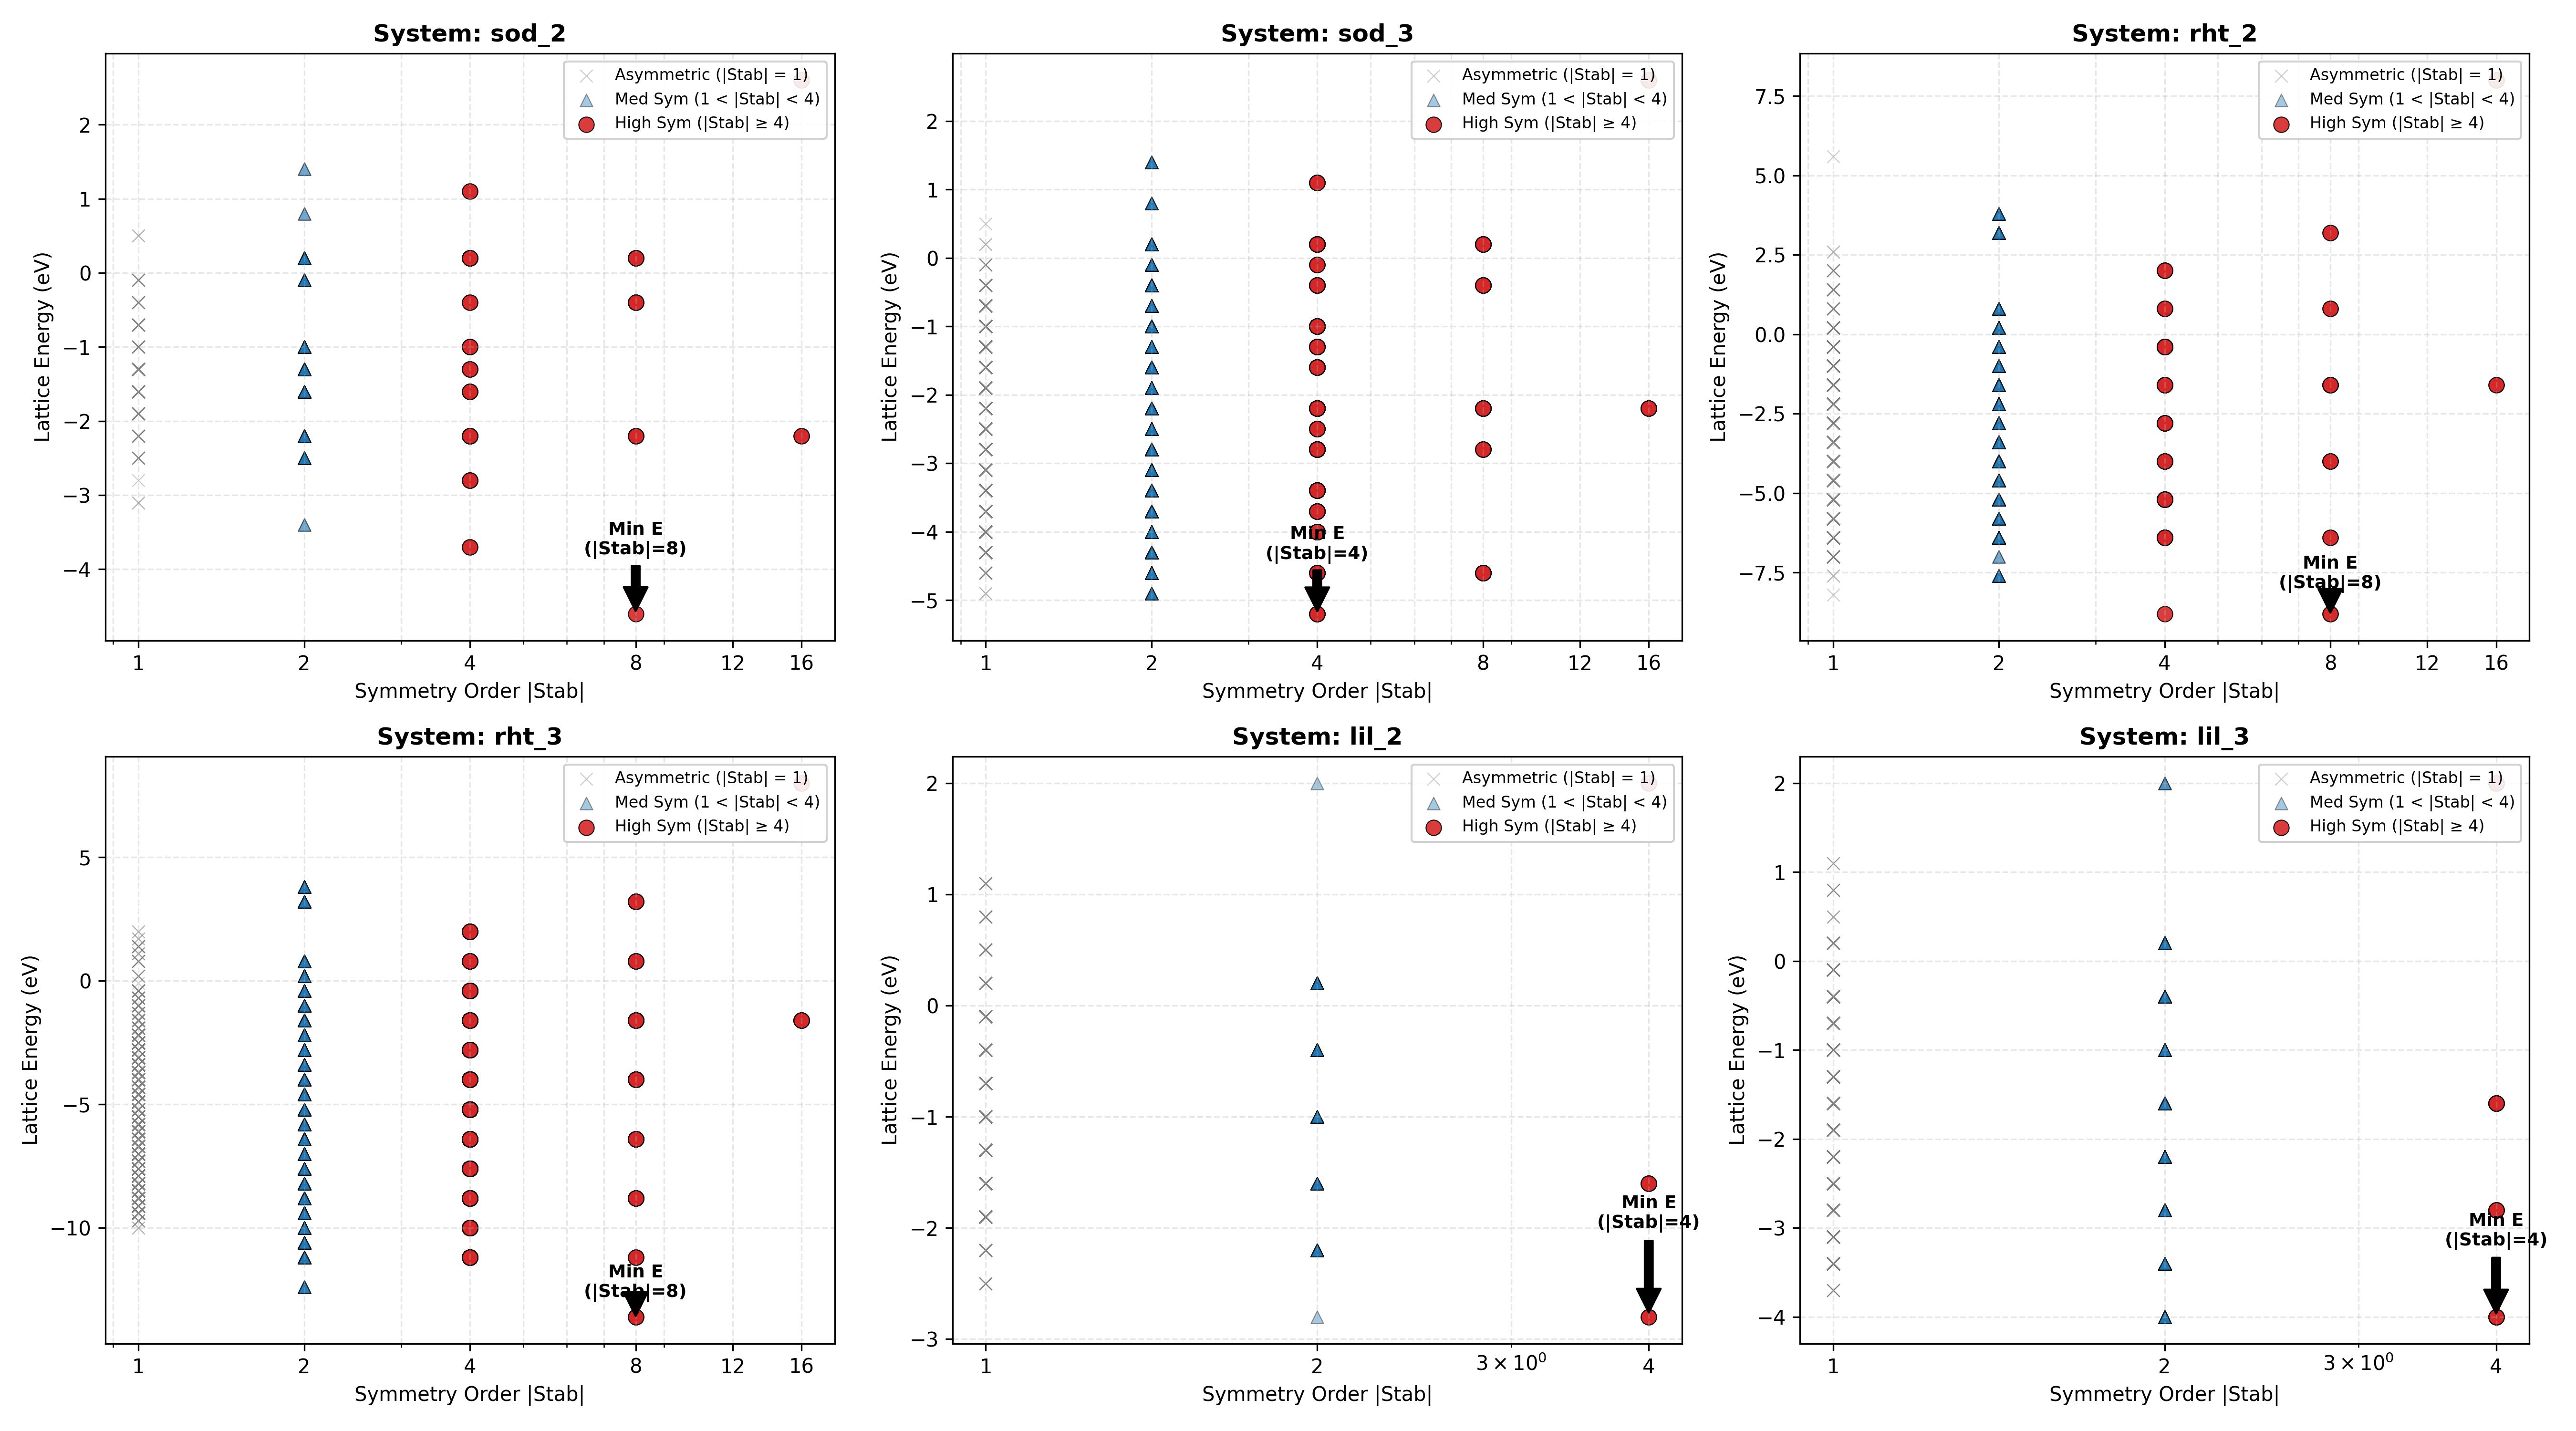 System: sod_2
Asymmetric (|Stab| = 1)
Med Sym (1 < |Stab| < 4)
High Sym (|Stab| ≥ 4)
2
1
0
−1
−2
−3
−4
Lattice Energy (eV)
Min E
(|Stab|=8)
1 2 4 8 12 16
Symmetry Order |Stab|
System: sod_3
Asymmetric (|Stab| = 1)
Med Sym (1 < |Stab| < 4)
High Sym (|Stab| ≥ 4)
2
1
0
−1
−2
−3
−4
−5
Lattice Energy (eV)
Min E
(|Stab|=4)
1 2 4 8 12 16
Symmetry Order |Stab|
System: rht_2
Asymmetric (|Stab| = 1)
Med Sym (1 < |Stab| < 4)
High Sym (|Stab| ≥ 4)
7.5
5.0
2.5
0.0
−2.5
−5.0
−7.5
Lattice Energy (eV)
Min E
(|Stab|=8)
1 2 4 8 12 16
Symmetry Order |Stab|
System: rht_3
Asymmetric (|Stab| = 1)
Med Sym (1 < |Stab| < 4)
High Sym (|Stab| ≥ 4)
5
0
−5
−10
Lattice Energy (eV)
Min E
(|Stab|=8)
1 2 4 8 12 16
Symmetry Order |Stab|
System: lil_2
Asymmetric (|Stab| = 1)
Med Sym (1 < |Stab| < 4)
High Sym (|Stab| ≥ 4)
2
1
0
−1
−2
−3
Lattice Energy (eV)
Min E
(|Stab|=4)
1 2 3 × 10⁰ 4
Symmetry Order |Stab|
System: lil_3
Asymmetric (|Stab| = 1)
Med Sym (1 < |Stab| < 4)
High Sym (|Stab| ≥ 4)
2
1
0
−1
−2
−3
−4
Lattice Energy (eV)
Min E
(|Stab|=4)
1 2 3 × 10⁰ 4
Symmetry Order |Stab|